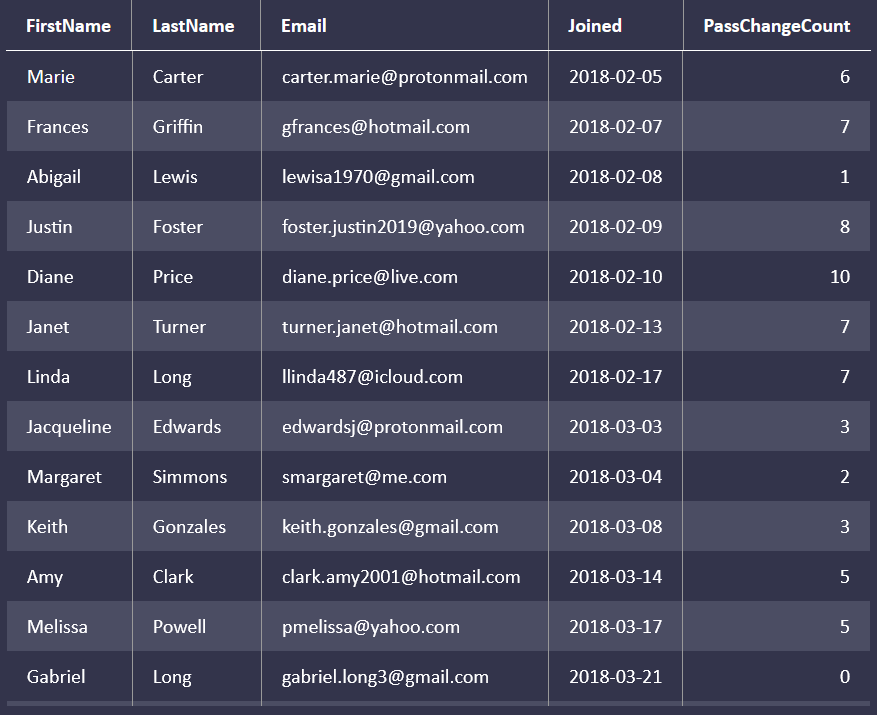 FirstName LastName Email Joined PassChangeCount
Marie Carter carter.marie@protonmail.com 2018-02-05 6
Frances Griffin gfrances@hotmail.com 2018-02-07 7
Abigail Lewis lewisa1970@gmail.com 2018-02-08 1
Justin Foster foster.justin2019@yahoo.com 2018-02-09 8
Diane Price diane.price@live.com 2018-02-10 10
Janet Turner turner.janet@hotmail.com 2018-02-13 7
Linda Long llinda487@icloud.com 2018-02-17 7
Jacqueline Edwards edwardsj@protonmail.com 2018-03-03 3
Margaret Simmons smargaret@me.com 2018-03-04 2
Keith Gonzales keith.gonzales@gmail.com 2018-03-08 3
Amy Clark clark.amy2001@hotmail.com 2018-03-14 5
Melissa Powell pmelissa@yahoo.com 2018-03-17 5
Gabriel Long gabriel.long3@gmail.com 2018-03-21 0